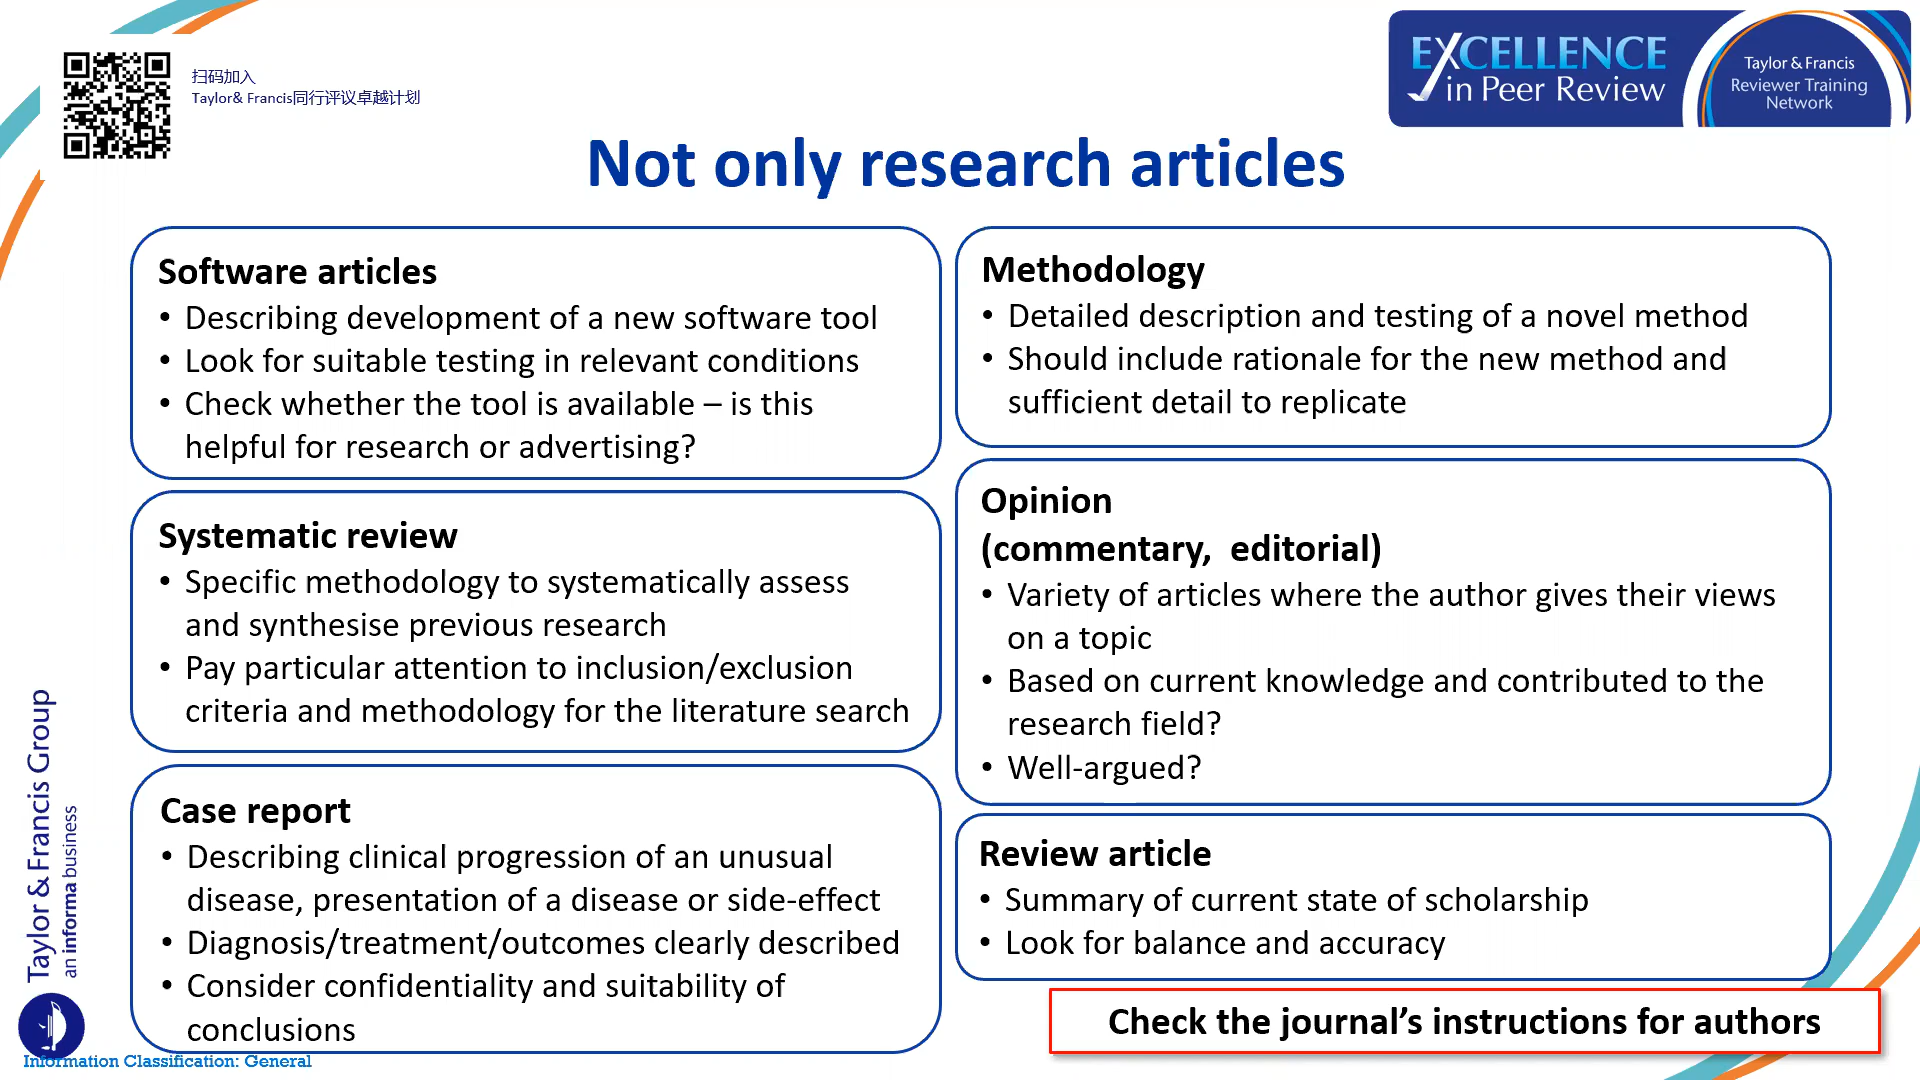 扫码加入
Taylor& Francis同行评议卓越计划
EXCELLENCE
in Peer Review
Taylor & Francis
Reviewer Training
Network
Not only research articles
Software articles
• Describing development of a new software tool
• Look for suitable testing in relevant conditions
• Check whether the tool is available – is this
helpful for research or advertising?
Systematic review
• Specific methodology to systematically assess
and synthesise previous research
• Pay particular attention to inclusion/exclusion
criteria and methodology for the literature search
Case report
• Describing clinical progression of an unusual
disease, presentation of a disease or side-effect
• Diagnosis/treatment/outcomes clearly described
• Consider confidentiality and suitability of
conclusions
Methodology
• Detailed description and testing of a novel method
• Should include rationale for the new method and
sufficient detail to replicate
Opinion
(commentary,  editorial)
• Variety of articles where the author gives their views
on a topic
• Based on current knowledge and contributed to the
research field?
• Well-argued?
Review article
• Summary of current state of scholarship
• Look for balance and accuracy
Check the journal’s instructions for authors
Taylor & Francis Group
an informa business
Information Classification: General